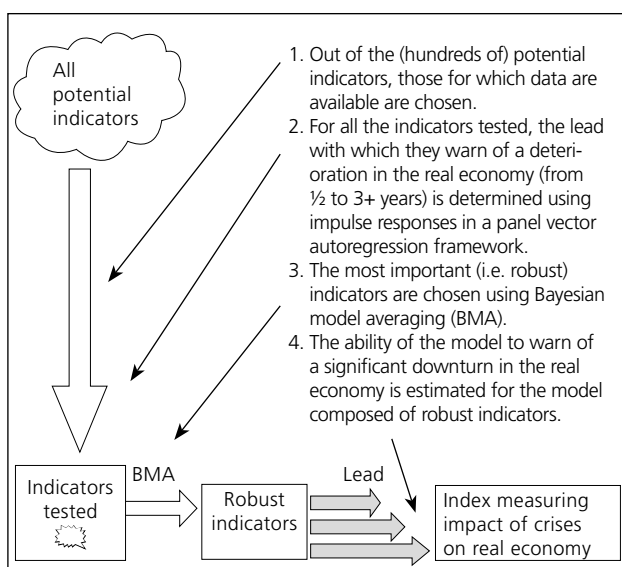 All
potential
indicators
1. Out of the (hundreds of) potential
indicators, those for which data are
available are chosen.
2. For all the indicators tested, the lead
with which they warn of a deteri-
oration in the real economy (from
½ to 3+ years) is determined using
impulse responses in a panel vector
autoregression framework.
3. The most important (i.e. robust)
indicators are chosen using Bayesian
model averaging (BMA).
4. The ability of the model to warn of
a significant downturn in the real
economy is estimated for the model
composed of robust indicators.
Indicators
tested
BMA
Robust
indicators
Lead
Index measuring
impact of crises
on real economy